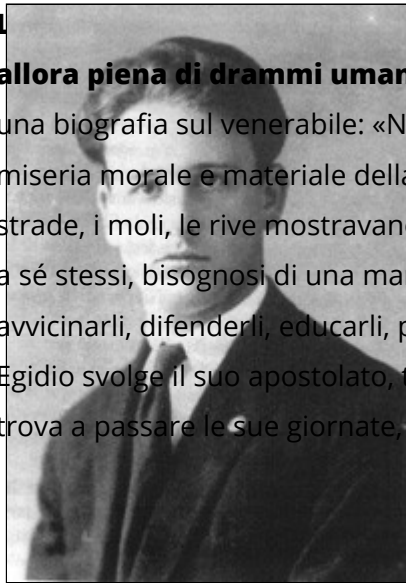 allora piena di drammi uman
una biografia sul venerabile: «N
miseria morale e materiale della
strade, i moli, le rive mostravano
a sé stessi, bisognosi di una ma
avvicinarli, difenderli, educarli, p
Egidio svolge il suo apostolato, t
trova a passare le sue giornate,